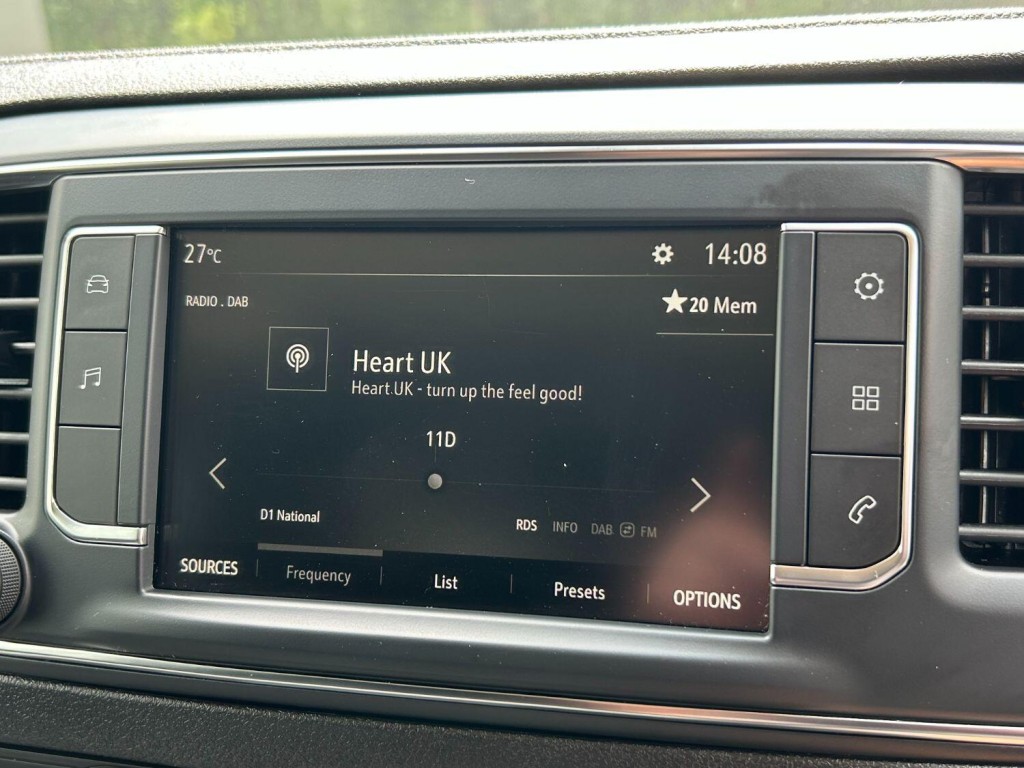 27°C 14:08
RADIO . DAB ★20 Mem
Heart UK
Heart.UK - turn up the feel good!
11D
D1 National RDS INFO DAB FM
SOURCES Frequency List Presets OPTIONS